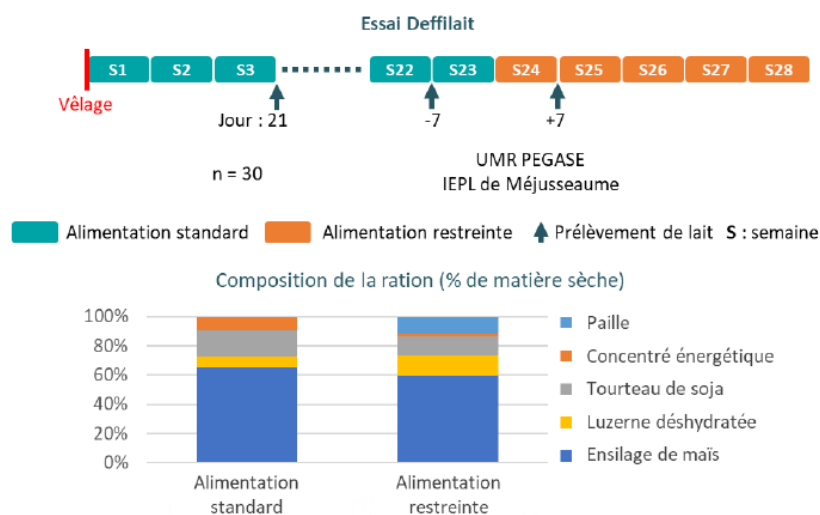 Essai Deffilait
S1 S2 S3 S22 S23 S24 S25 S26 S27 S28
Vêlage
Jour : 21 -7 +7
n = 30
UMR PEGASE
IEPL de Méjusseaume
Alimentation standard Alimentation restreinte Prélèvement de lait S : semaine
Composition de la ration (% de matière sèche)
100%
80%
60%
40%
20%
0%
Alimentation
standard
Alimentation
restreinte
Paille
Concentré énergétique
Tourteau de soja
Luzerne déshydratée
Ensilage de maïs